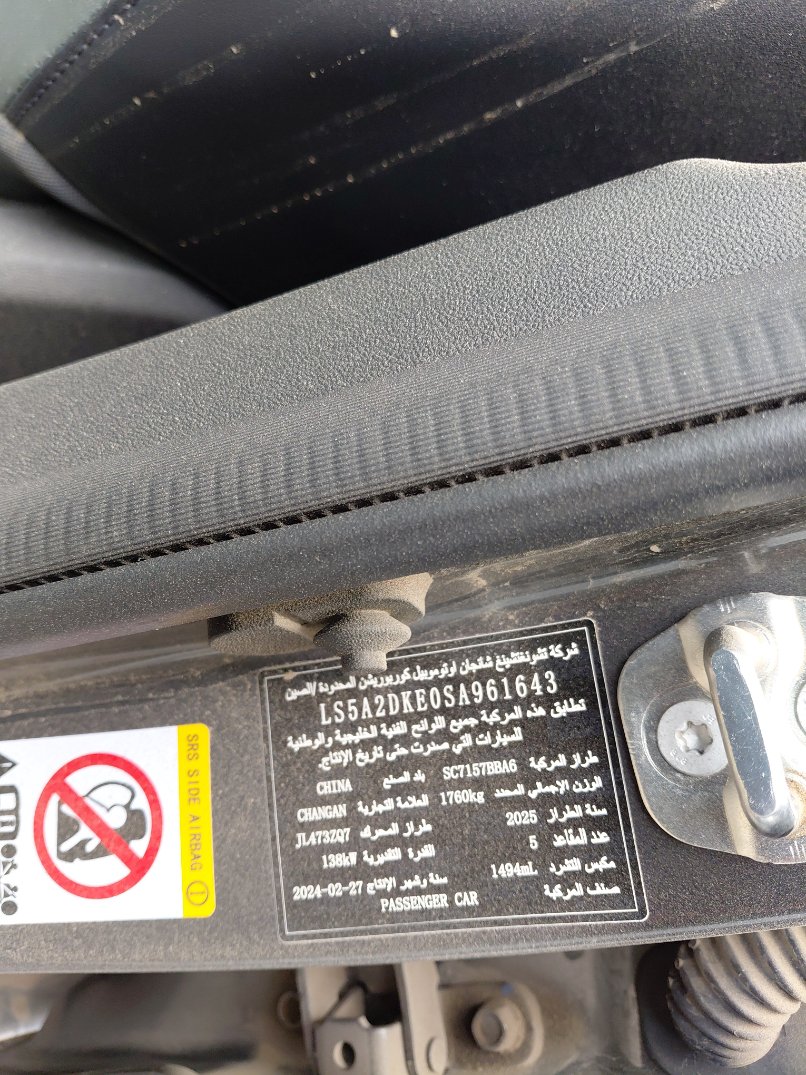 شركة تشونغتشينغ شانجان اوتوموبيل كوربوريشن المحدودة /الصين
LS5A2DKE0SA961643
تطابق هذه المركبة جميع اللوائح الفنية الخليجية والوطنية
للسيارات التي صدرت حتى تاريخ الإنتاج.
طراز المركبة SC7157BBA6 بلد الصنع CHINA
الوزن الإجمالي المحدد 1760kg العلامة التجارية CHANGAN
سنة الطراز 2025 طراز المحرك JL473ZQ7
عدد المقاعد 5 القدرة التقديرية 138kW
مكبس التفرد 1494mL سنة وشهر الإنتاج 2024-02-27
صنف المركبة PASSENGER CAR
SRS SIDE AIRBAG